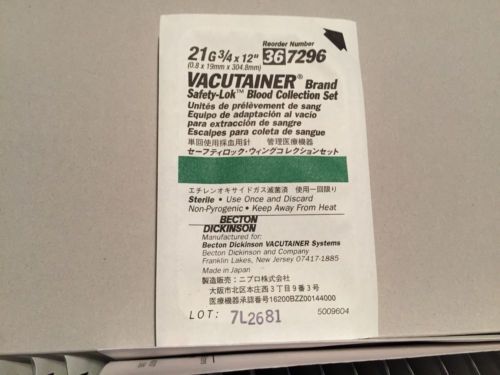 21G 3/4 x 12"
Reorder Number
367296
(0.8 x 19mm x 304.8mm)
VACUTAINER® Brand
Safety-Lok™ Blood Collection Set
Unités de prélèvement de sang
Equipo de adaptación al vacío
para extracción de sangre
Escalpes para coleta de sangue
単回使用採血用針 管理医療機器
セーフティロック・ウィングコレクションセット
エチレンオキサイドガス滅菌済 使用一回限り
Sterile • Use Once and Discard
Non-Pyrogenic • Keep Away From Heat
BECTON
DICKINSON
Manufactured for:
Becton Dickinson VACUTAINER Systems
Becton Dickinson and Company
Franklin Lakes, New Jersey 07417-1885
Made in Japan
製造販売：ニプロ株式会社
大阪市北区本庄西3丁目9番3号
医療機器承認番号16200BZZ00144000
LOT: 7L2681
5009604